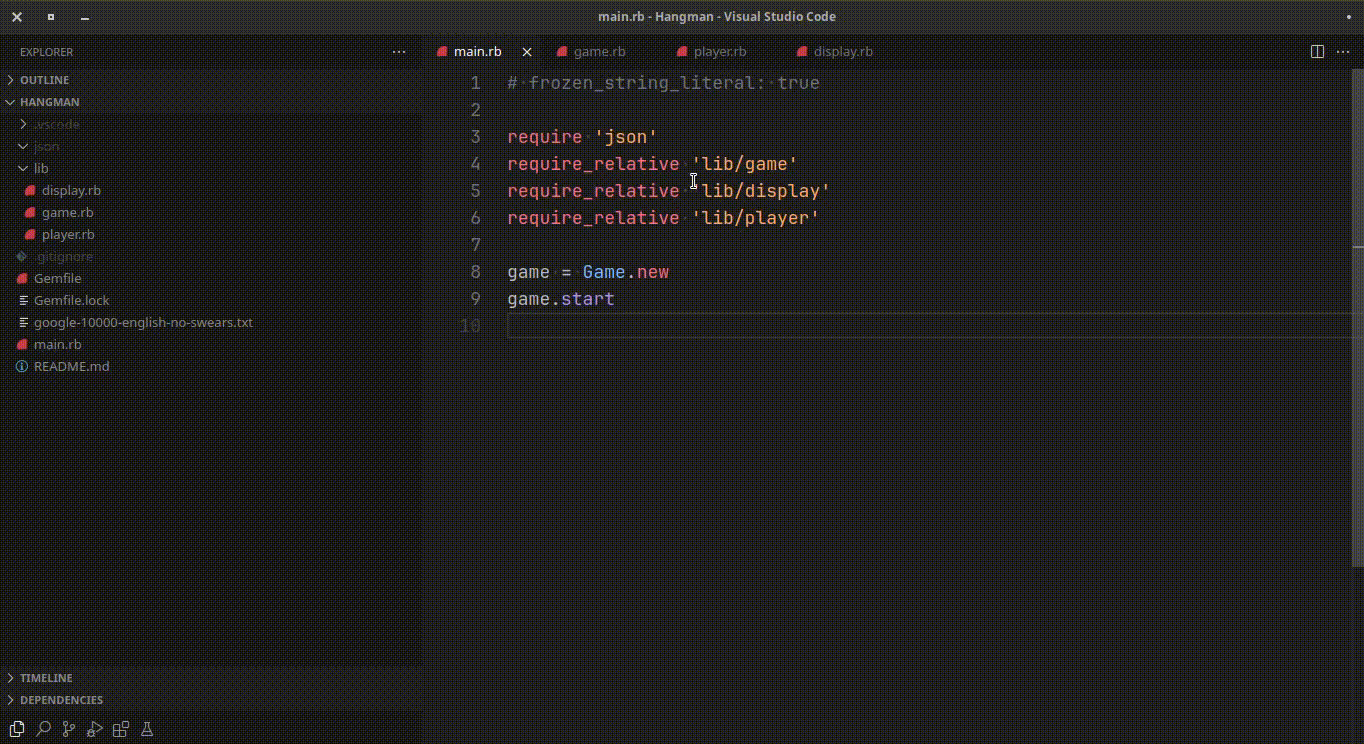 main.rb - Hangman - Visual Studio Code
EXPLORER
OUTLINE
HANGMAN
.vscode
json
lib
display.rb
game.rb
player.rb
.gitignore
Gemfile
Gemfile.lock
google-10000-english-no-swears.txt
main.rb
README.md
TIMELINE
DEPENDENCIES
main.rb game.rb player.rb display.rb
1 # frozen_string_literal: true
2
3 require 'json'
4 require_relative 'lib/game'
5 require_relative 'lib/display'
6 require_relative 'lib/player'
7
8 game = Game.new
9 game.start
10